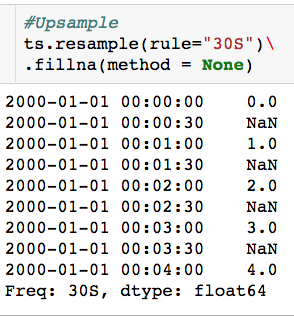 #Upsample
ts.resample(rule="30S")\
.fillna(method = None)
2000-01-01 00:00:00    0.0
2000-01-01 00:00:30    NaN
2000-01-01 00:01:00    1.0
2000-01-01 00:01:30    NaN
2000-01-01 00:02:00    2.0
2000-01-01 00:02:30    NaN
2000-01-01 00:03:00    3.0
2000-01-01 00:03:30    NaN
2000-01-01 00:04:00    4.0
Freq: 30S, dtype: float64